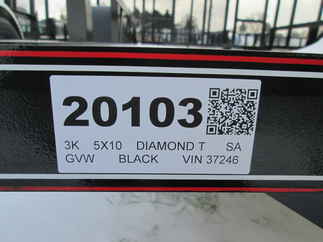 20103
3K 5X10 DIAMOND T SA
GVW BLACK VIN 37246